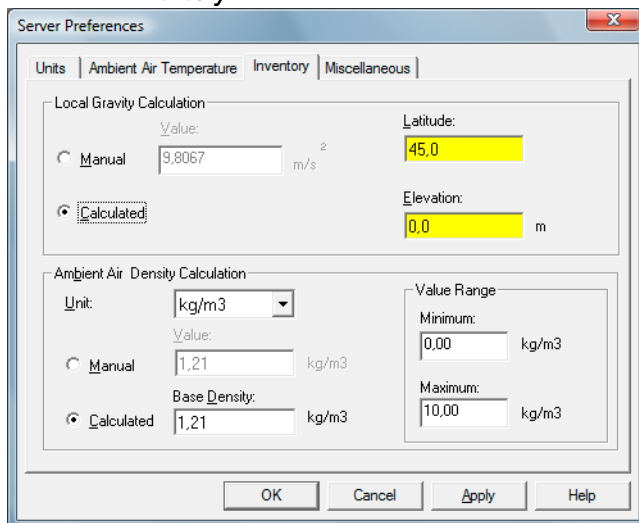 Server Preferences
Units Ambient Air Temperature Inventory Miscellaneous
Local Gravity Calculation
Value:
Manual 9,8067 m/s 2
Calculated
Latitude:
45,0
Elevation:
0,0 m
Ambient Air Density Calculation
Unit: kg/m3
Value:
Manual 1,21 kg/m3
Base Density:
Calculated 1,21 kg/m3
Value Range
Minimum:
0,00 kg/m3
Maximum:
10,00 kg/m3
OK Cancel Apply Help